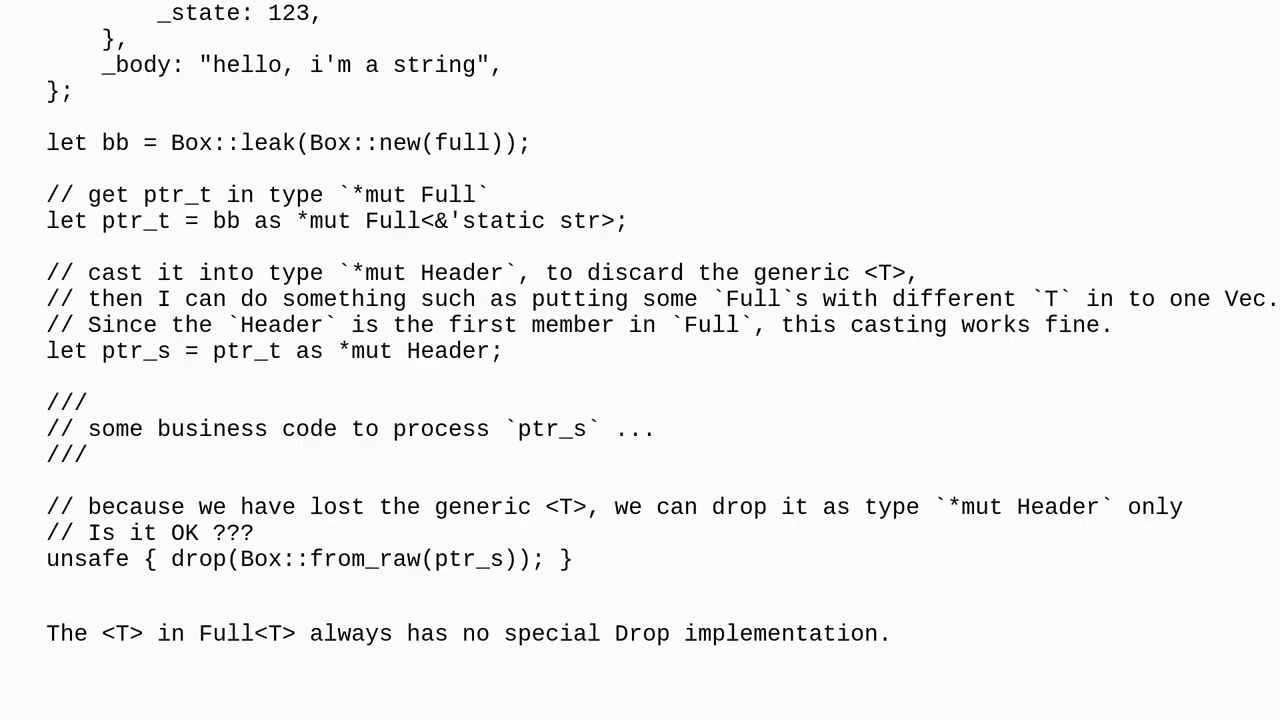 _state: 123,
    },
    _body: "hello, i'm a string",
};

let bb = Box::leak(Box::new(full));

// get ptr_t in type `*mut Full`
let ptr_t = bb as *mut Full<&'static str>;

// cast it into type `*mut Header`, to discard the generic <T>,
// then I can do something such as putting some `Full`s with different `T` in to one Vec.
// Since the `Header` is the first member in `Full`, this casting works fine.
let ptr_s = ptr_t as *mut Header;

///
// some business code to process `ptr_s` ...
///

// because we have lost the generic <T>, we can drop it as type `*mut Header` only
// Is it OK ???
unsafe { drop(Box::from_raw(ptr_s)); }

The <T> in Full<T> always has no special Drop implementation.